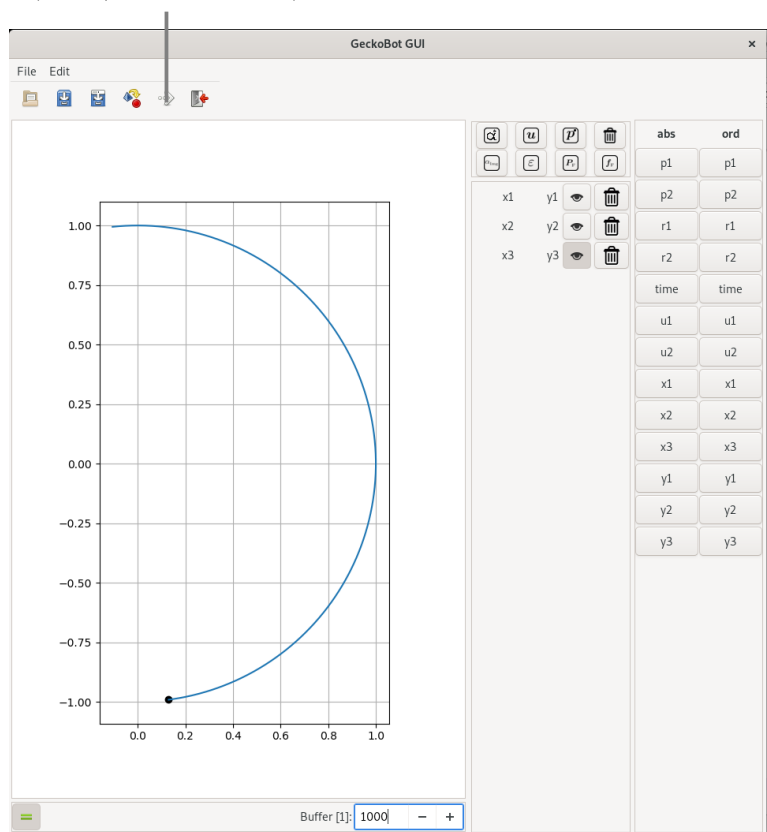 GeckoBot GUI ×
File Edit
abs ord
α u p
ε
p1 p1
x1 y1
p2 p2
x2 y2
r1 r1
x3 y3
r2 r2
time time
u1 u1
u2 u2
x1 x1
x2 x2
x3 x3
y1 y1
y2 y2
y3 y3
1.00
0.75
0.50
0.25
0.00
−0.25
−0.50
−0.75
−1.00
0.0 0.2 0.4 0.6 0.8 1.0
Buffer [1]: 1000 − +